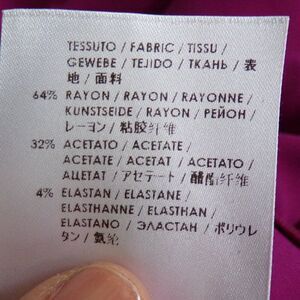 TESSUTO / FABRIC / TISSU /
GEWEBE / TEJIDO / ТКАНЬ / 表
地 / 面料
64% RAYON / RAYON / RAYONNE /
KUNSTSEIDE / RAYON / РЕЙОН /
レーヨン / 粘胶纤维
32% ACETATO / ACETATE /
ACETATE / ACETAT / ACETATO /
АЦЕТАТ / アセテート / 醋酯纤维
4% ELASTAN / ELASTANE /
ELASTHANNE / ELASTHAN /
ELASTANO / ЭЛАСТАН / ポリウレ
タン / 氨纶